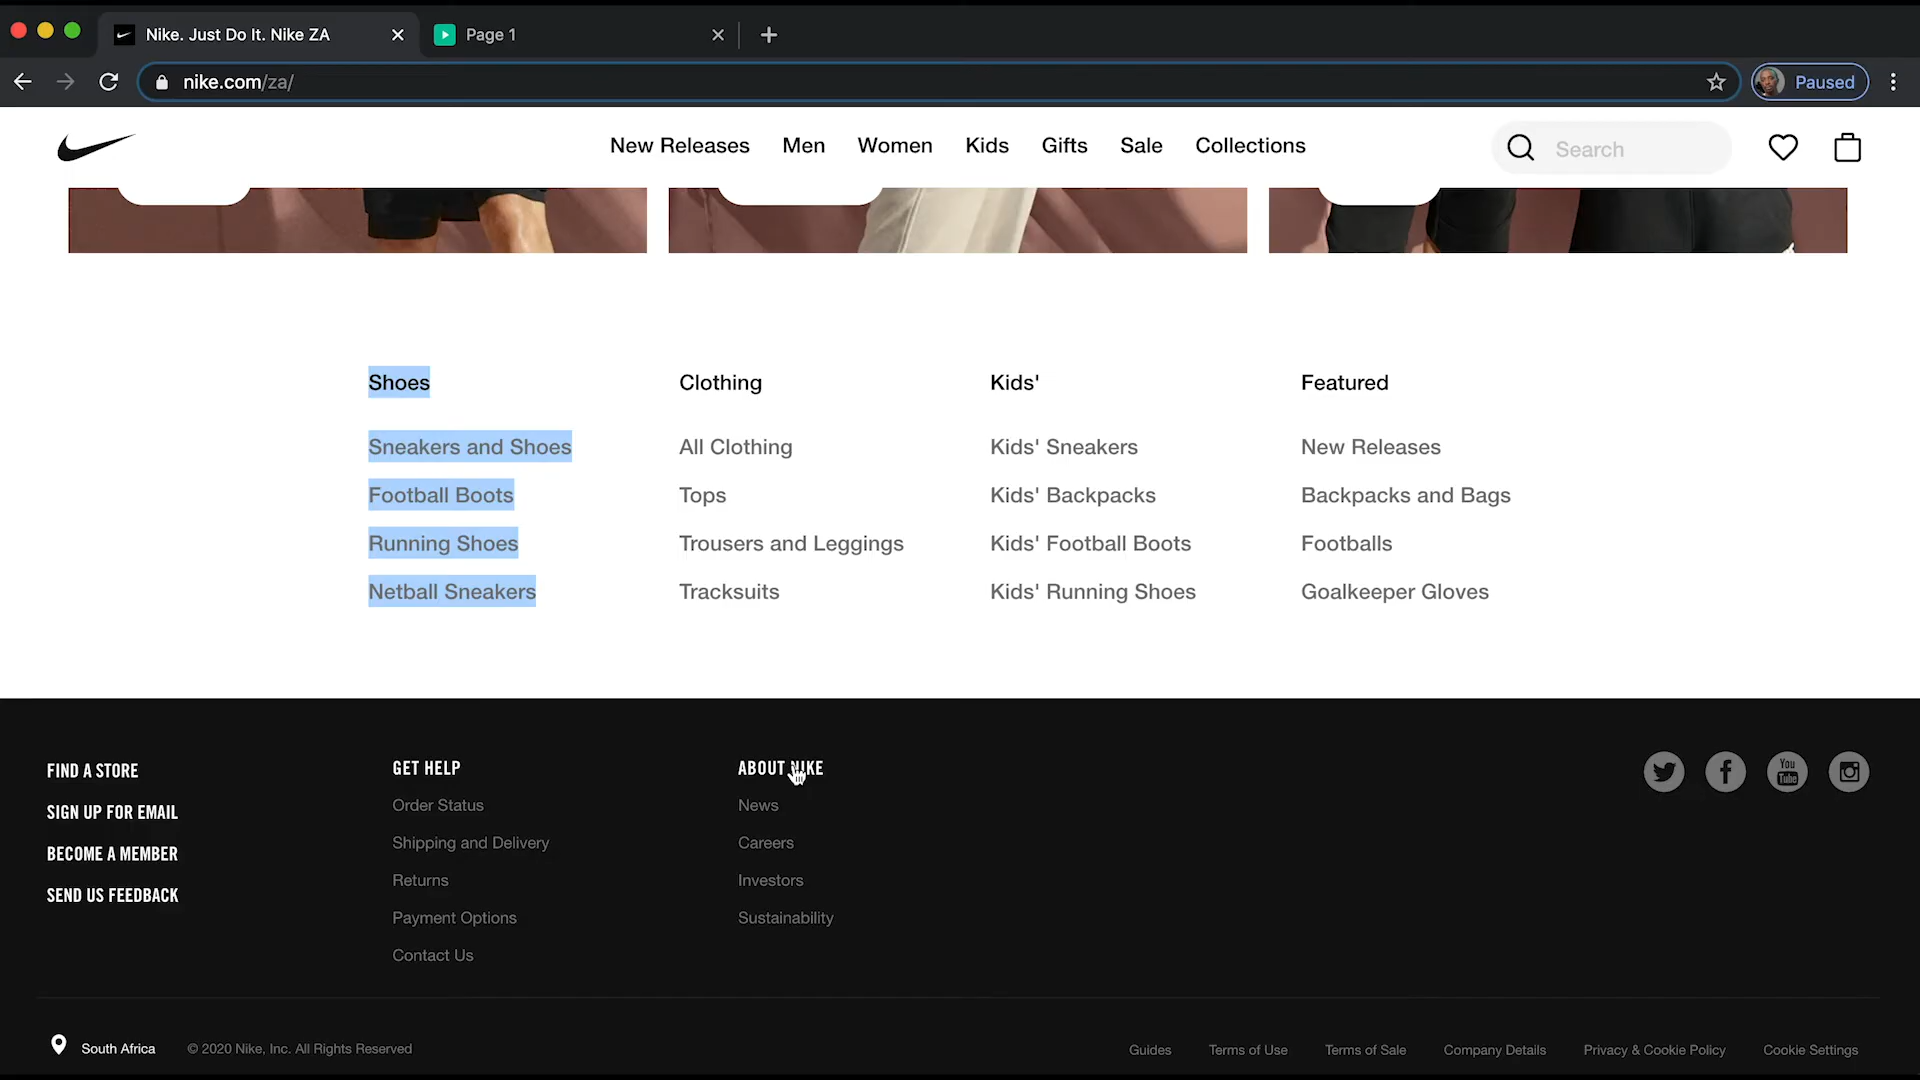 Nike. Just Do It. Nike ZA
Page 1
nike.com/za/
Paused
New Releases Men Women Kids Gifts Sale Collections
Search
Shoes
Sneakers and Shoes
Football Boots
Running Shoes
Netball Sneakers
Clothing
All Clothing
Tops
Trousers and Leggings
Tracksuits
Kids'
Kids' Sneakers
Kids' Backpacks
Kids' Football Boots
Kids' Running Shoes
Featured
New Releases
Backpacks and Bags
Footballs
Goalkeeper Gloves
FIND A STORE
SIGN UP FOR EMAIL
BECOME A MEMBER
SEND US FEEDBACK
GET HELP
Order Status
Shipping and Delivery
Returns
Payment Options
Contact Us
ABOUT NIKE
News
Careers
Investors
Sustainability
You
Tube
South Africa
© 2020 Nike, Inc. All Rights Reserved
Guides Terms of Use Terms of Sale Company Details Privacy & Cookie Policy Cookie Settings